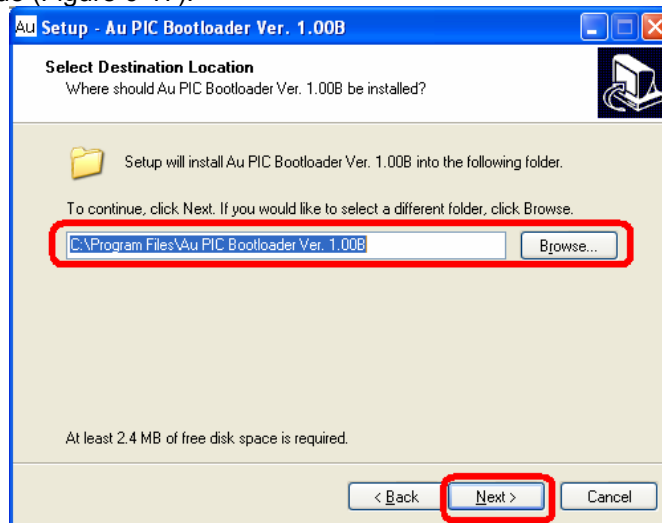 Au Setup - Au PIC Bootloader Ver. 1.00B
Select Destination Location
Where should Au PIC Bootloader Ver. 1.00B be installed?
Setup will install Au PIC Bootloader Ver. 1.00B into the following folder.
To continue, click Next. If you would like to select a different folder, click Browse.
C:\Program Files\Au PIC Bootloader Ver. 1.00B Browse...
At least 2.4 MB of free disk space is required.
< Back Next > Cancel